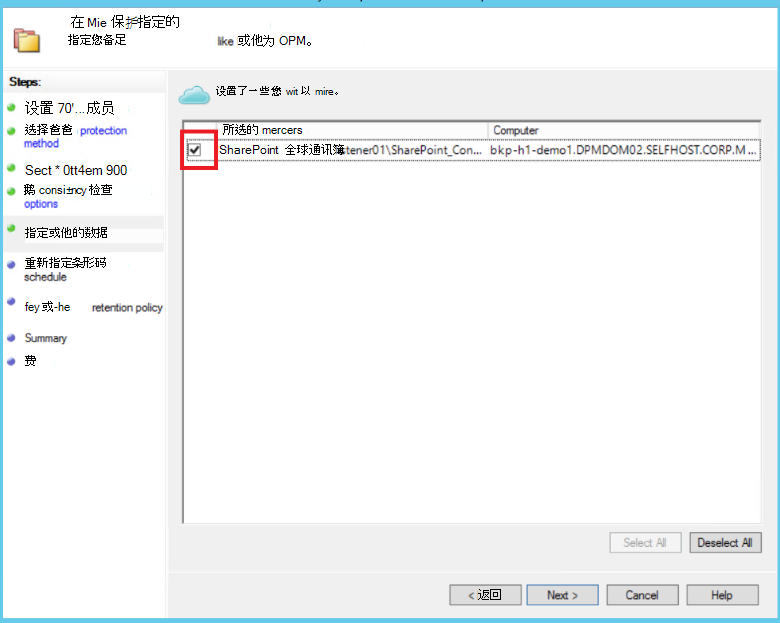 在 Mie 保护指定的
指定您备足 like 或他为 OPM。
Steps:
设置 70'...成员
选择爸爸 protection
method
Sect * 0tt4em 900
鹅 consistncy 检查
options
指定或他的数据
重新指定条形码
schedule
fey 或-he retention policy
Summary
费
设置了一些您 wit 以 mire。
所选的 mercers Computer
SharePoint 全球通讯簿tener01\SharePoint_Con... bkp-h1-demo1.DPMDOM02.SELFHOST.CORP.M ...
Select All Deselect All
< 返回 Next > Cancel Help